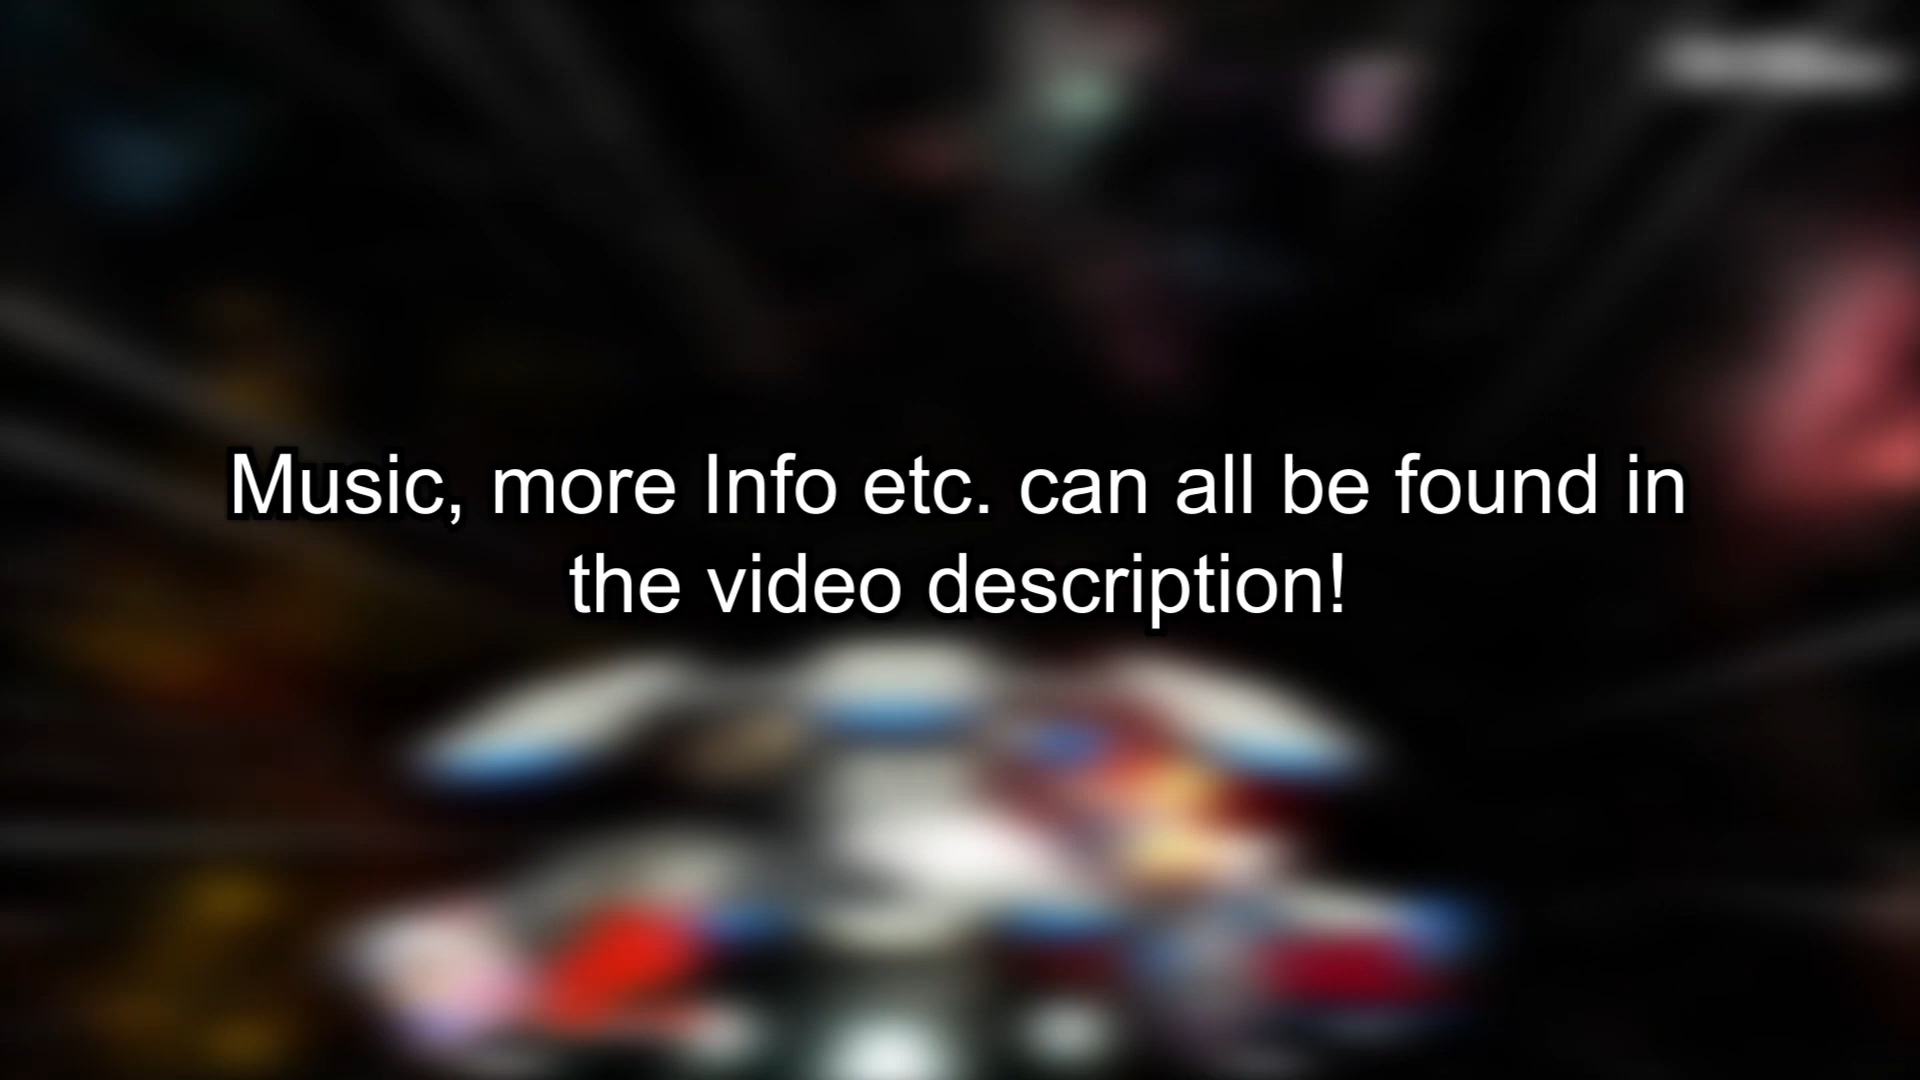 Music, more Info etc. can all be found in
the video description!